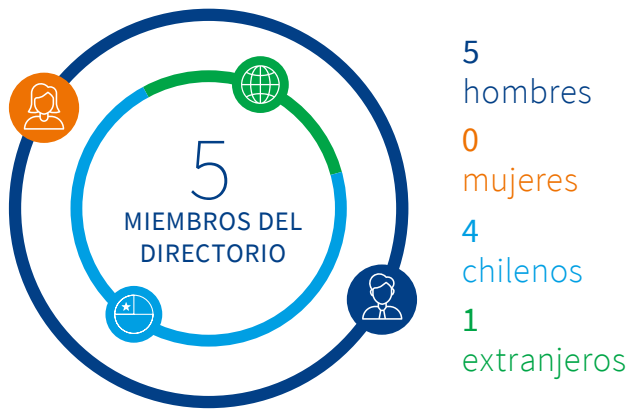 5
MIEMBROS DEL
DIRECTORIO
5
hombres
0
mujeres
4
chilenos
1
extranjeros